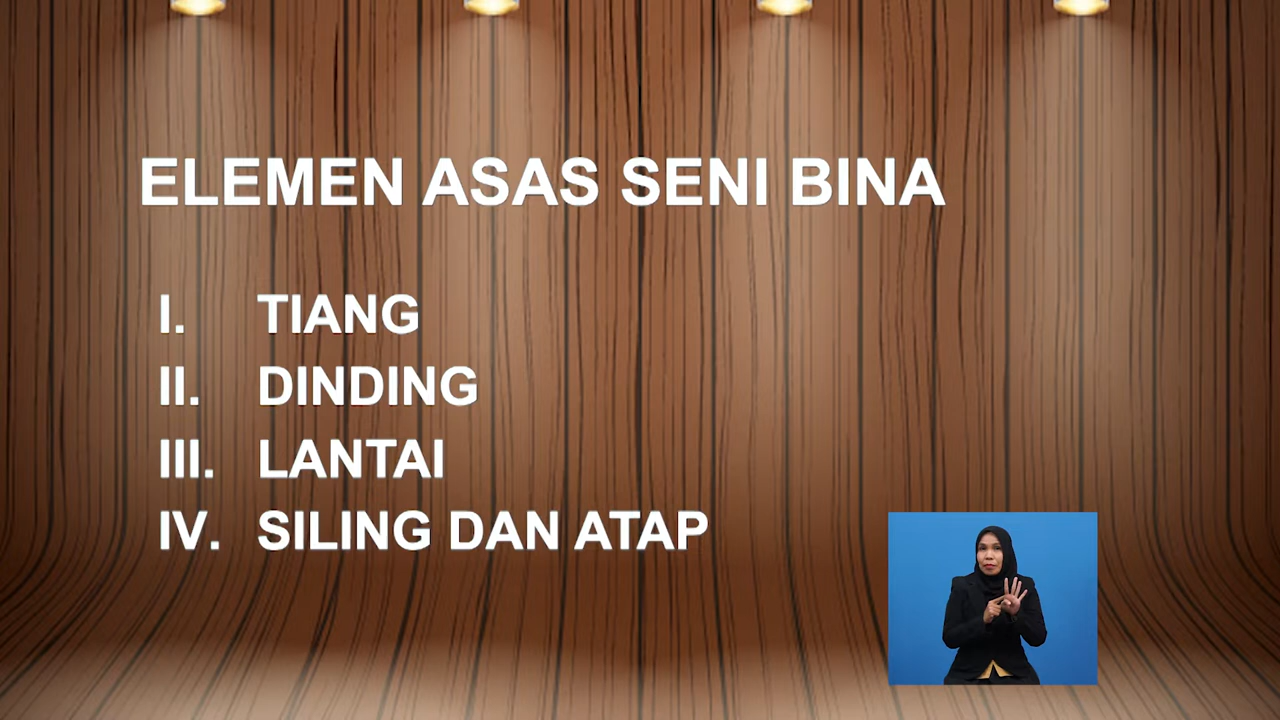 ELEMEN ASAS SENI BINA
I. TIANG
II. DINDING
III. LANTAI
IV. SILING DAN ATAP